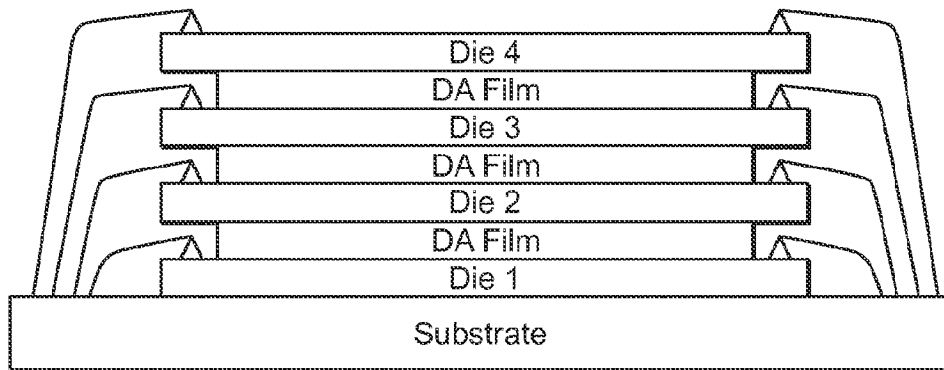 Die 4
DA Film
Die 3
DA Film
Die 2
DA Film
Die 1
Substrate